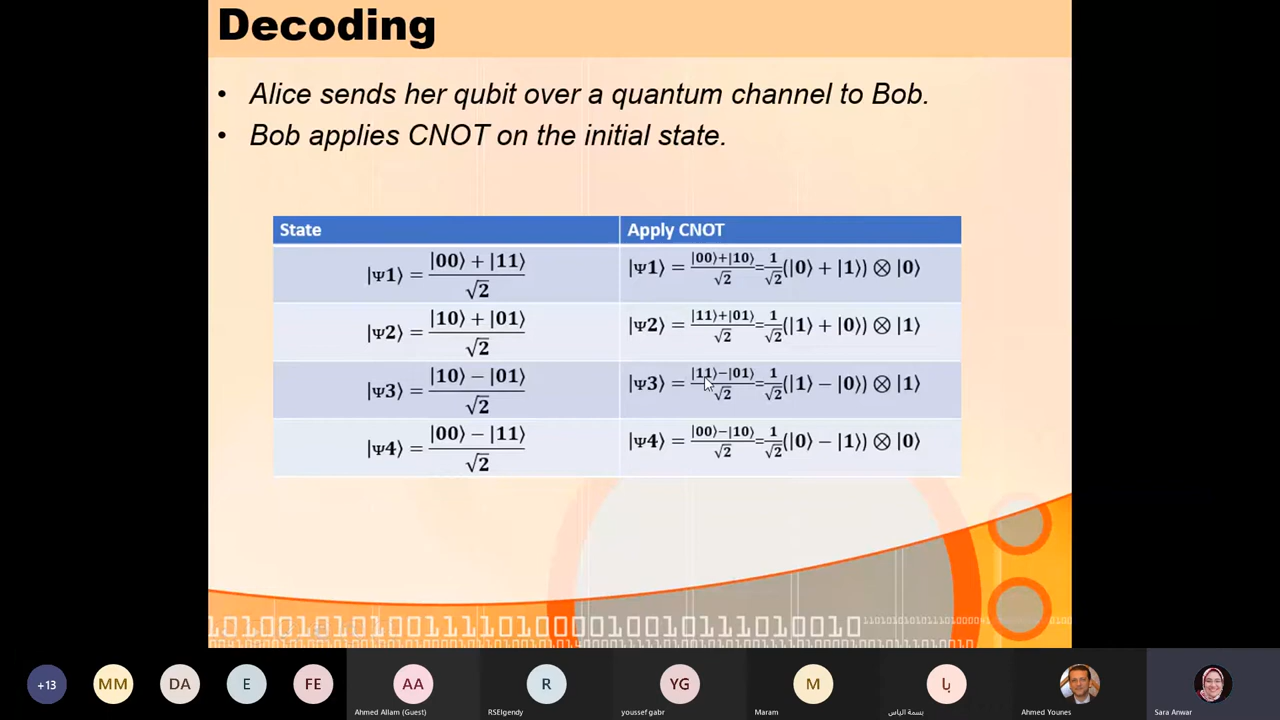 Decoding
• Alice sends her qubit over a quantum channel to Bob.
• Bob applies CNOT on the initial state.
State Apply CNOT
|Ψ1⟩ = |00⟩ + |11⟩ / √2 |Ψ1⟩ = |00⟩+|10⟩ / √2 = 1/√2 (|0⟩ + |1⟩) ⊗ |0⟩
|Ψ2⟩ = |10⟩ + |01⟩ / √2 |Ψ2⟩ = |11⟩+|01⟩ / √2 = 1/√2 (|1⟩ + |0⟩) ⊗ |1⟩
|Ψ3⟩ = |10⟩ − |01⟩ / √2 |Ψ3⟩ = |11⟩−|01⟩ / √2 = 1/√2 (|1⟩ − |0⟩) ⊗ |1⟩
|Ψ4⟩ = |00⟩ − |11⟩ / √2 |Ψ4⟩ = |00⟩−|10⟩ / √2 = 1/√2 (|0⟩ − |1⟩) ⊗ |0⟩
+13 MM DA E FE AA R YG M با
Ahmed Allam (Guest) RSElgendy youssef gabr Maram بسمة الياس Ahmed Younes Sara Anwar